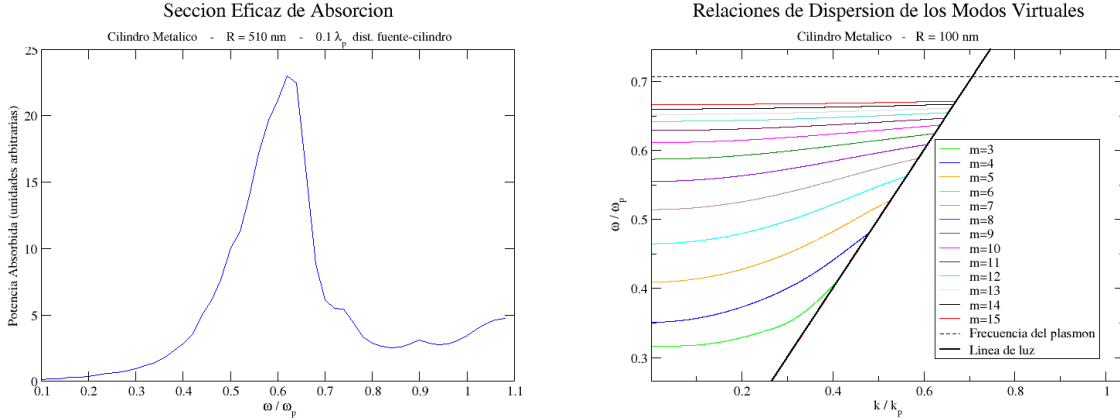 Seccion Eficaz de Absorcion
Cilindro Metalico - R = 510 nm - 0.1 λp dist. fuente-cilindro
Potencia Absorbida (unidades arbitrarias)
25
20
15
10
5
0
0.1 0.2 0.3 0.4 0.5 0.6 0.7 0.8 0.9 1 1.1
ω / ωp
Relaciones de Dispersion de los Modos Virtuales
Cilindro Metalico - R = 100 nm
ω / ωp
0.7
0.6
0.5
0.4
0.3
m=3
m=4
m=5
m=6
m=7
m=8
m=9
m=10
m=11
m=12
m=13
m=14
m=15
Frecuencia del plasmon
Linea de luz
0.2 0.4 0.6 0.8 1
k / kp